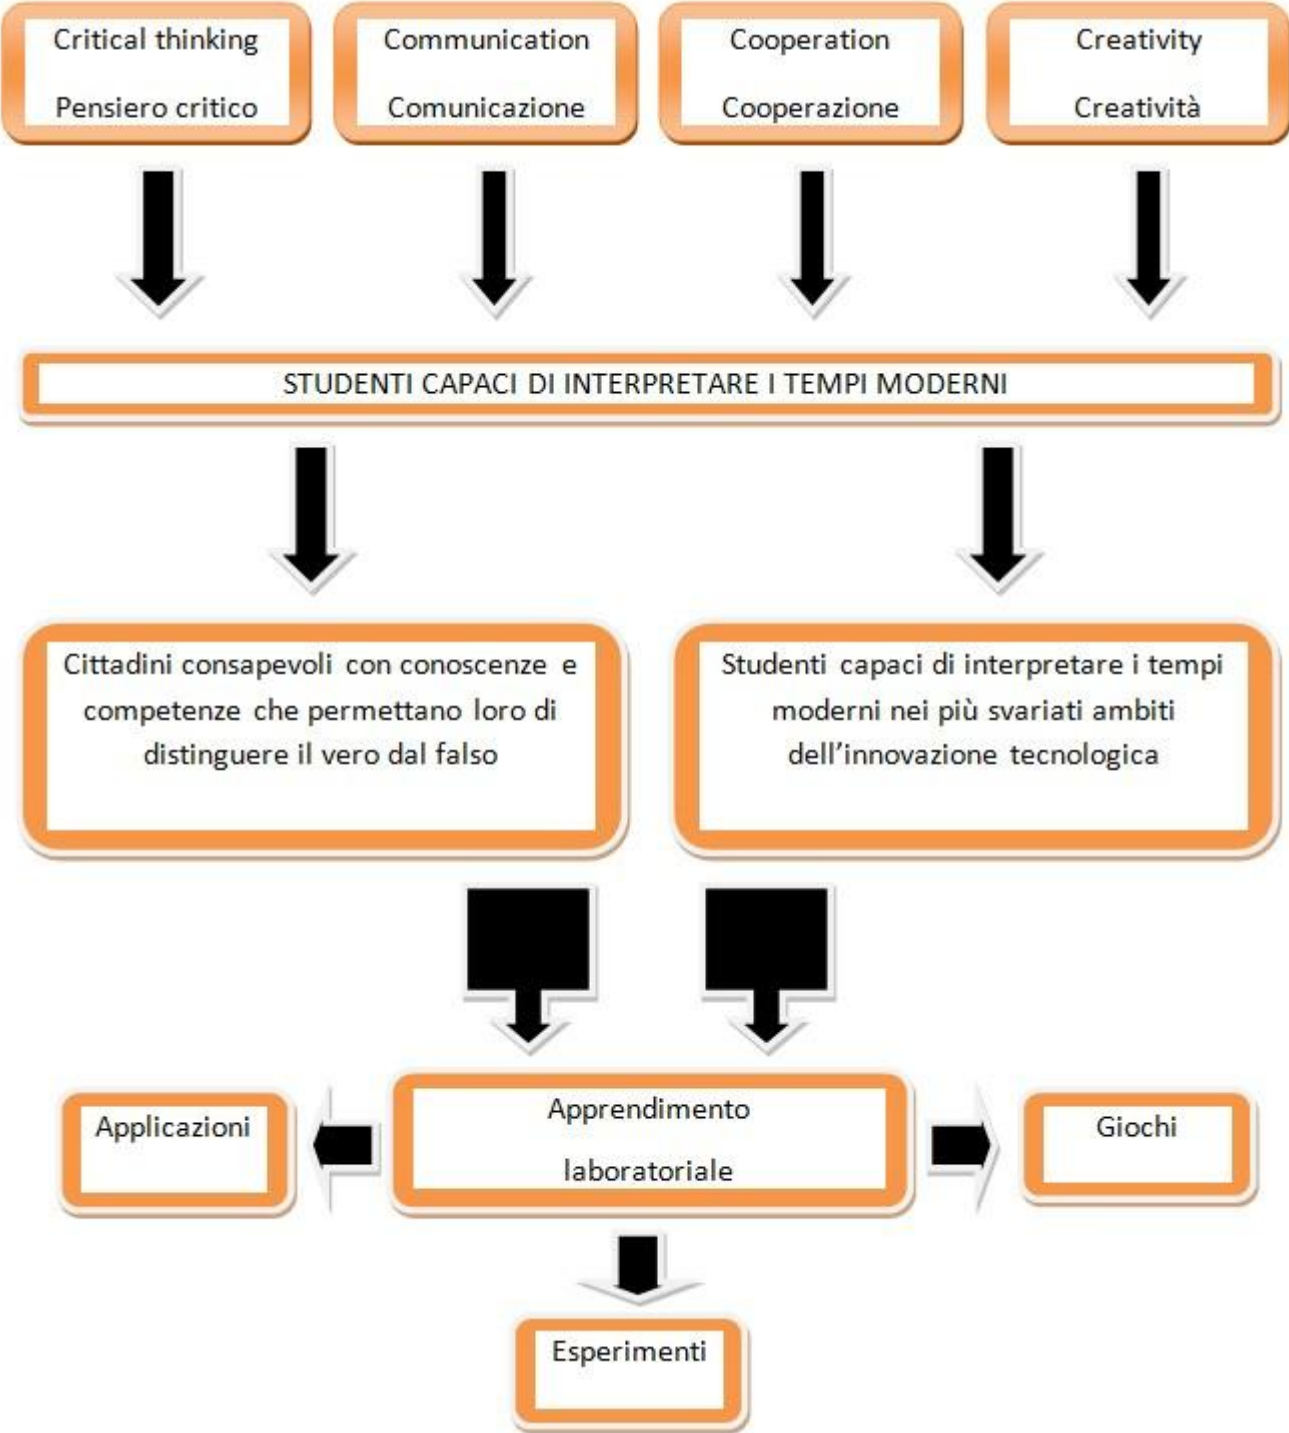 Critical thinking
Pensiero critico
Communication
Comunicazione
Cooperation
Cooperazione
Creativity
Creatività
STUDENTI CAPACI DI INTERPRETARE I TEMPI MODERNI
Cittadini consapevoli con conoscenze e
competenze che permettano loro di
distinguere il vero dal falso
Studenti capaci di interpretare i tempi
moderni nei più svariati ambiti
dell’innovazione tecnologica
Applicazioni
Apprendimento
laboratoriale
Giochi
Esperimenti